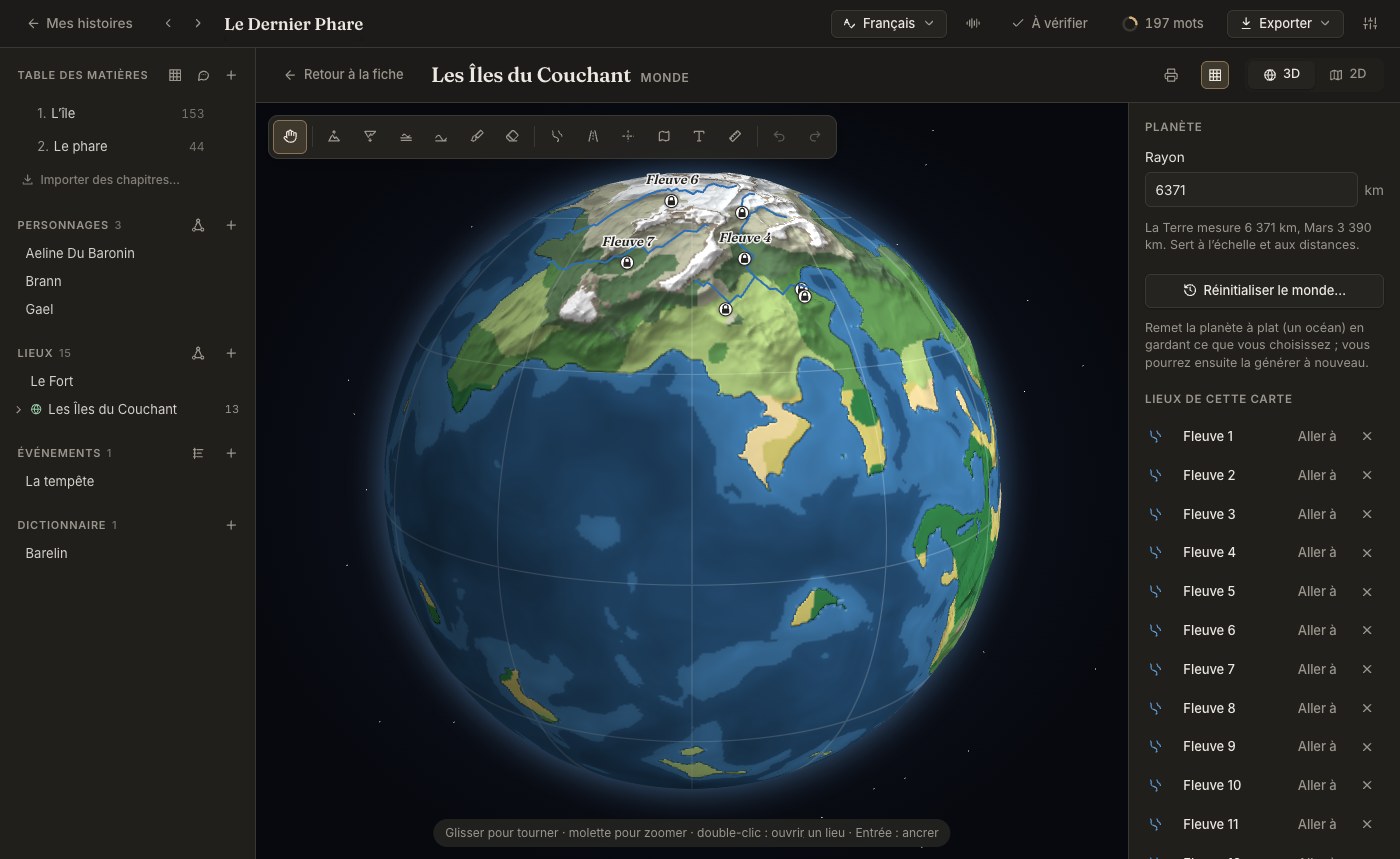 Mes histoires
Le Dernier Phare
Français
À vérifier
197 mots
Exporter
TABLE DES MATIÈRES
1. L'île 153
2. Le phare 44
Importer des chapitres...
PERSONNAGES 3
Aeline Du Baronin
Brann
Gael
LIEUX 15
Le Fort
Les Îles du Couchant 13
ÉVÉNEMENTS 1
La tempête
DICTIONNAIRE 1
Barelin
Retour à la fiche
Les Îles du Couchant MONDE
3D
2D
Fleuve 6
Fleuve 7
Fleuve 4
Glisser pour tourner · molette pour zoomer · double-clic : ouvrir un lieu · Entrée : ancrer
PLANÈTE
Rayon
6371 km
La Terre mesure 6 371 km, Mars 3 390
km. Sert à l'échelle et aux distances.
Réinitialiser le monde...
Remet la planète à plat (un océan) en
gardant ce que vous choisissez ; vous
pourrez ensuite la générer à nouveau.
LIEUX DE CETTE CARTE
Fleuve 1 Aller à
Fleuve 2 Aller à
Fleuve 3 Aller à
Fleuve 4 Aller à
Fleuve 5 Aller à
Fleuve 6 Aller à
Fleuve 7 Aller à
Fleuve 8 Aller à
Fleuve 9 Aller à
Fleuve 10 Aller à
Fleuve 11 Aller à